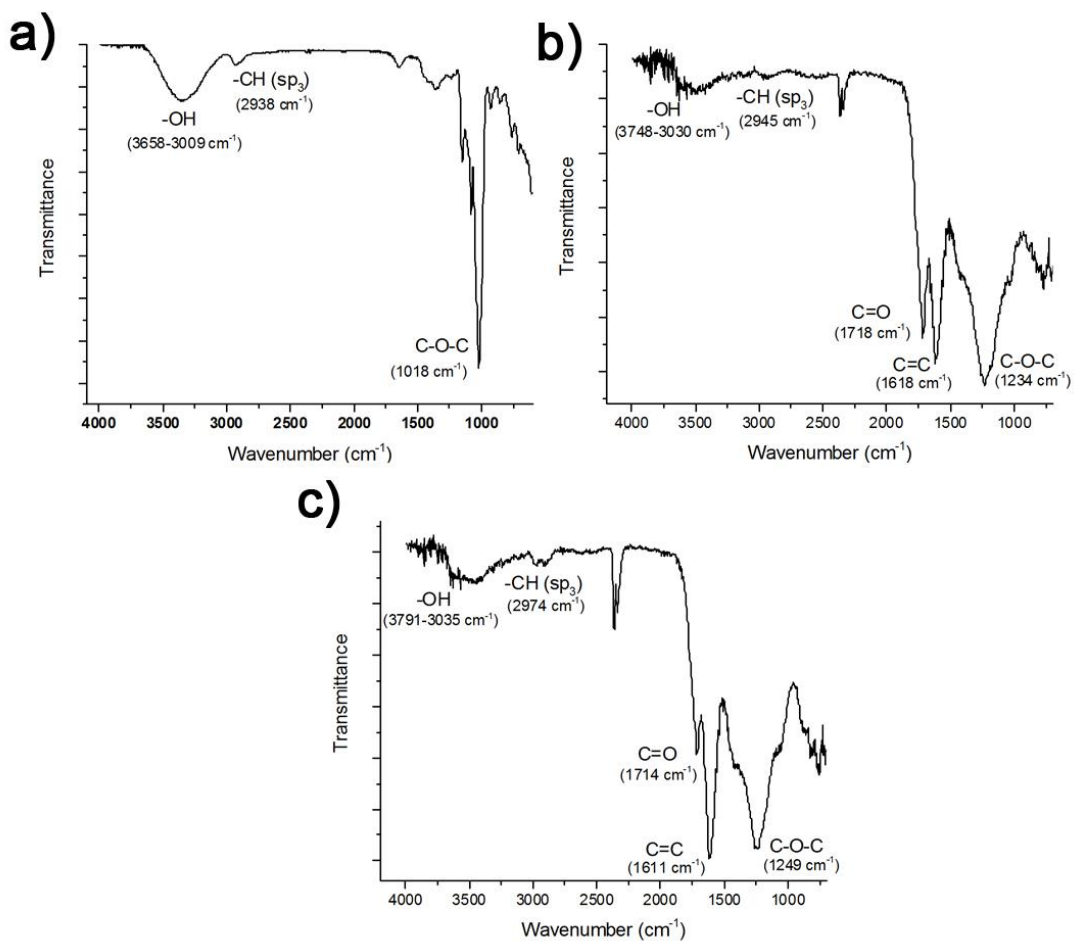 a)
-OH
(3658-3009 cm⁻¹)
-CH (sp₃)
(2938 cm⁻¹)
C-O-C
(1018 cm⁻¹)
Transmittance
4000 3500 3000 2500 2000 1500 1000
Wavenumber (cm⁻¹)
b)
-OH
(3748-3030 cm⁻¹)
-CH (sp₃)
(2945 cm⁻¹)
C=O
(1718 cm⁻¹)
C=C
(1618 cm⁻¹)
C-O-C
(1234 cm⁻¹)
Transmittance
4000 3500 3000 2500 2000 1500 1000
Wavenumber (cm⁻¹)
c)
-OH
(3791-3035 cm⁻¹)
-CH (sp₃)
(2974 cm⁻¹)
C=O
(1714 cm⁻¹)
C=C
(1611 cm⁻¹)
C-O-C
(1249 cm⁻¹)
Transmittance
4000 3500 3000 2500 2000 1500 1000
Wavenumber (cm⁻¹)